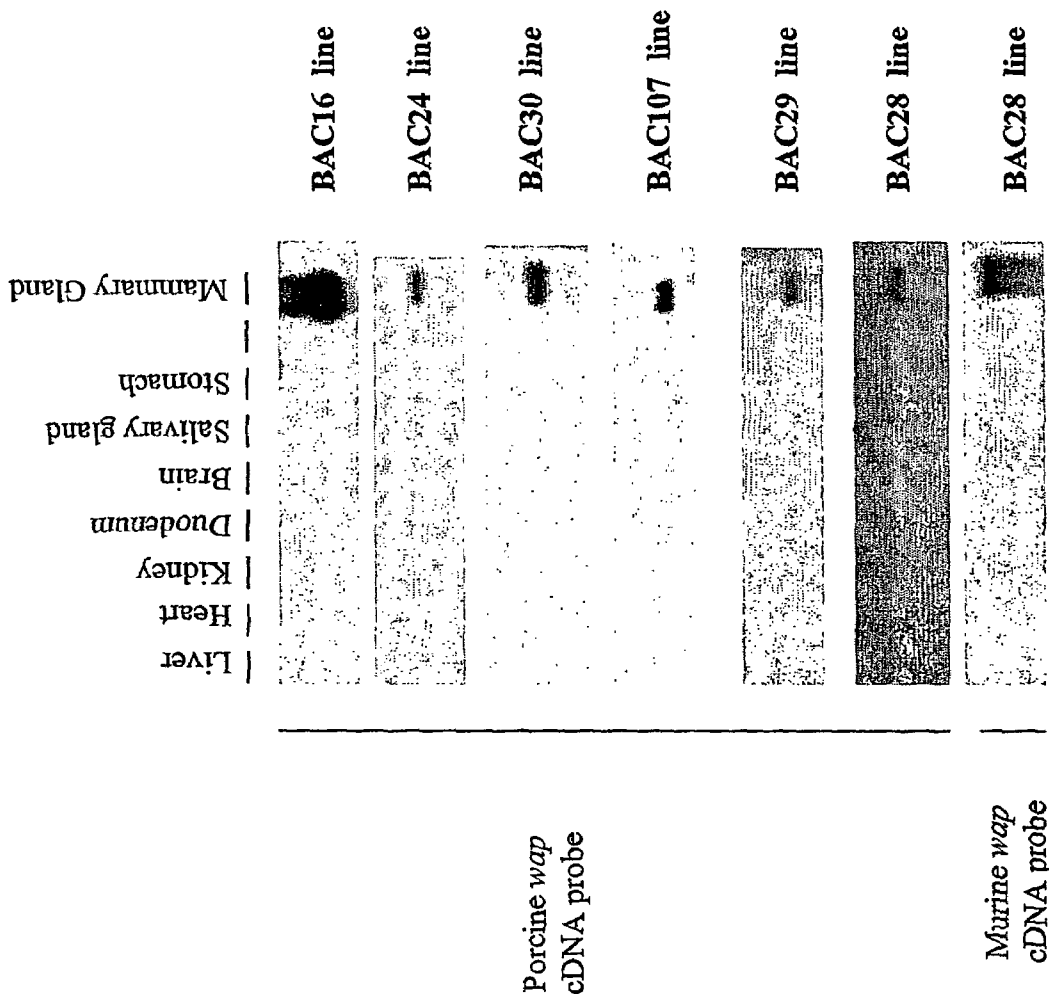 Liver
Heart
Kidney
Duodenum
Brain
Salivary gland
Stomach
Mammary Gland
BAC16 line
BAC24 line
BAC30 line
BAC107 line
BAC29 line
BAC28 line
BAC28 line
Porcine wap
cDNA probe
Murine wap
cDNA probe